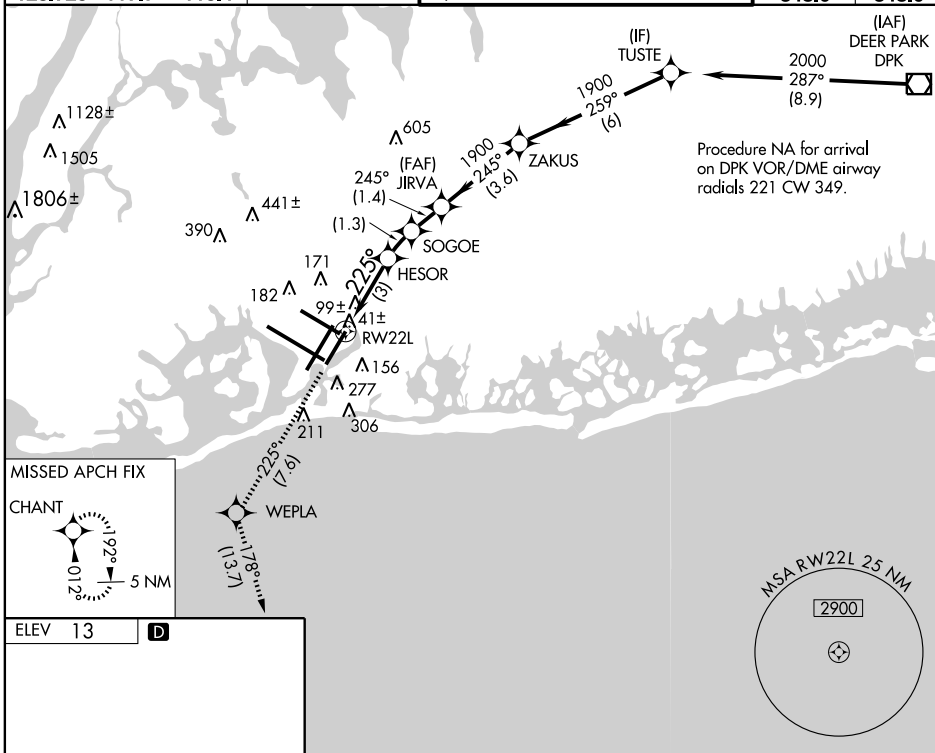 (IAF)
DEER PARK
DPK
(IF)
TUSTE
2000
287°
(8.9)
1900
259°
(6)
ZAKUS
Procedure NA for arrival
on DPK VOR/DME airway
radials 221 CW 349.
1900
245°
(3.6)
(FAF)
JIRVA
245°
(1.4)
(1.3)
SOGOE
HESOR
225°
(3)
1128±
1505
1806±
605
441±
390
171
182
99±
41±
RW22L
156
277
306
211
225°
(7.6)
WEPLA
178°
(13.7)
MISSED APCH FIX
CHANT
192°
012°
5 NM
ELEV 13
D
MSA RW22L 25 NM
2900